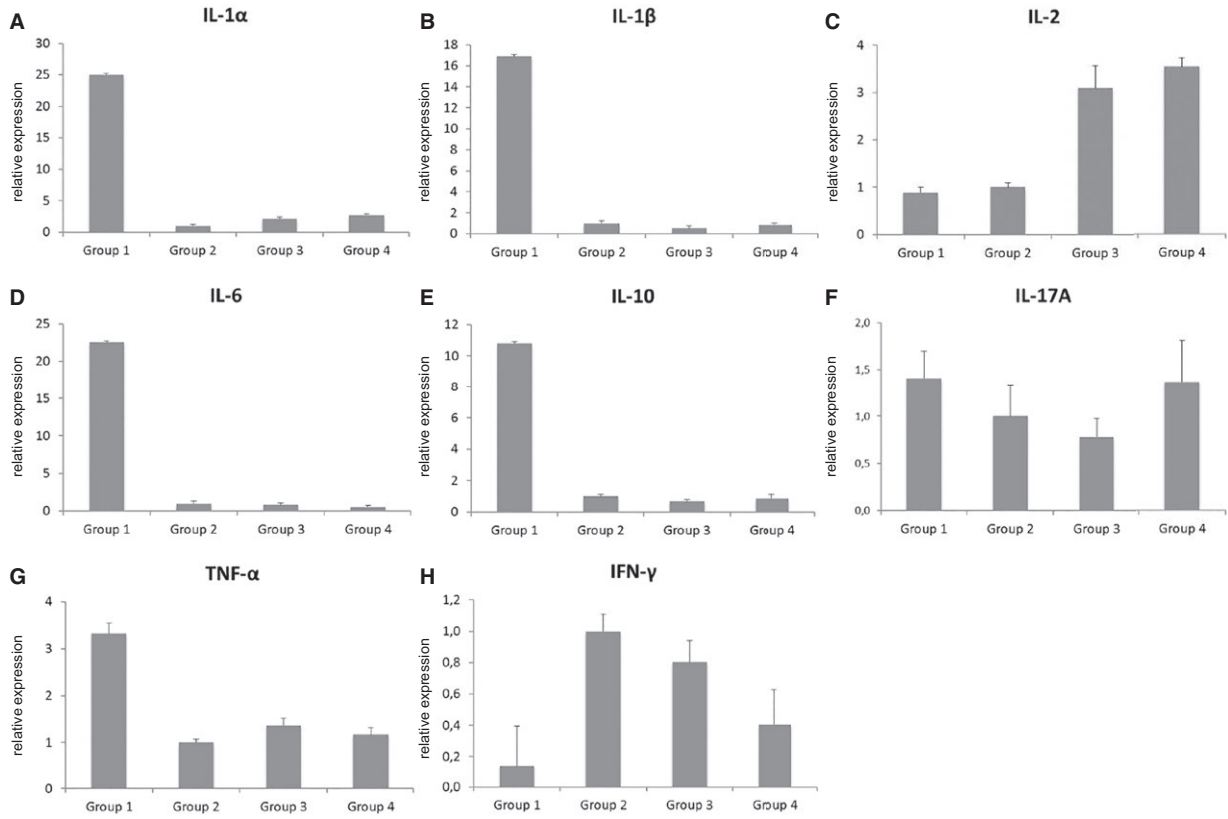 A
IL-1α
relative expression
30
25
20
15
10
5
0
Group 1 Group 2 Group 3 Group 4
B
IL-1β
relative expression
18
16
14
12
10
8
6
4
2
0
Group 1 Group 2 Group 3 Group 4
C
IL-2
relative expression
4
3
2
1
0
Group 1 Group 2 Group 3 Group 4
D
IL-6
relative expression
25
20
15
10
5
0
Group 1 Group 2 Group 3 Group 4
E
IL-10
relative expression
12
10
8
6
4
2
0
Group 1 Group 2 Group 3 Group 4
F
IL-17A
relative expression
2,0
1,5
1,0
0,5
0,0
Group 1 Group 2 Group 3 Group 4
G
TNF-α
relative expression
4
3
2
1
0
Group 1 Group 2 Group 3 Group 4
H
IFN-γ
relative expression
1,2
1,0
0,8
0,6
0,4
0,2
0,0
Group 1 Group 2 Group 3 Group 4